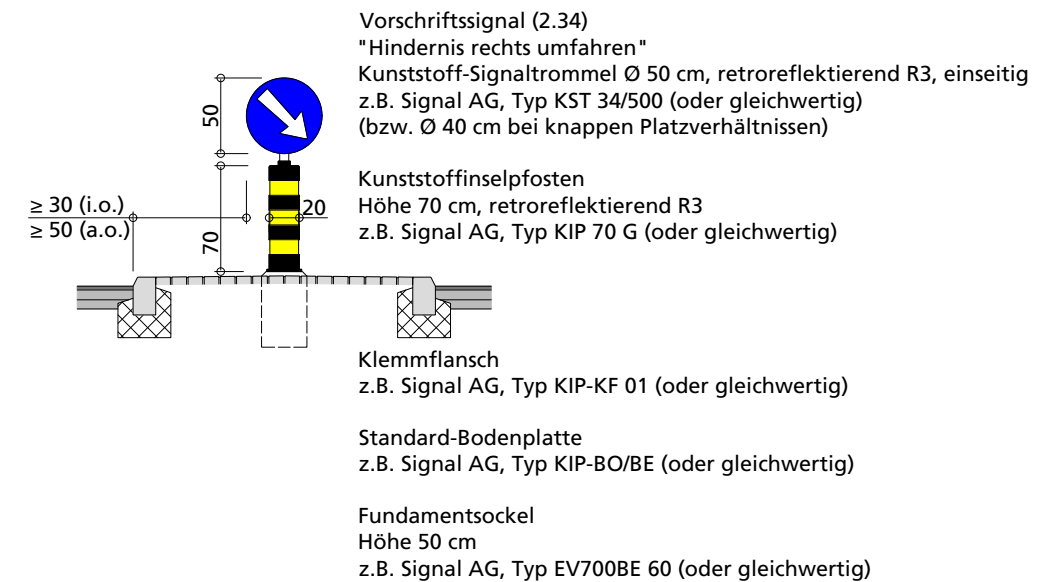 Vorschriftssignal (2.34)
"Hindernis rechts umfahren"
Kunststoff-Signaltrommel Ø 50 cm, retroreflektierend R3, einseitig
z.B. Signal AG, Typ KST 34/500 (oder gleichwertig)
(bzw. Ø 40 cm bei knappen Platzverhältnissen)
50
Kunststoffinselpfosten
Höhe 70 cm, retroreflektierend R3
z.B. Signal AG, Typ KIP 70 G (oder gleichwertig)
≥ 30 (i.o.)
≥ 50 (a.o.)
20
70
Klemmflansch
z.B. Signal AG, Typ KIP-KF 01 (oder gleichwertig)
Standard-Bodenplatte
z.B. Signal AG, Typ KIP-BO/BE (oder gleichwertig)
Fundamentsockel
Höhe 50 cm
z.B. Signal AG, Typ EV700BE 60 (oder gleichwertig)